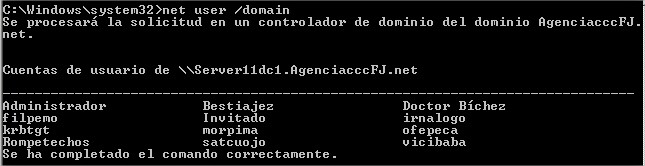 C:\Windows\system32>net user /domain
Se procesará la solicitud en un controlador de dominio del dominio AgenciacccFJ.
net.
Cuentas de usuario de \\Server11dc1.AgenciacccFJ.net
-------------------------------------------------------------------------------
Administrador Bestiajez Doctor Bíchez
filpemo Invitado irnalogo
krbtgt morpima ofepeca
Rompetechos satcuojo vicibaba
Se ha completado el comando correctamente.